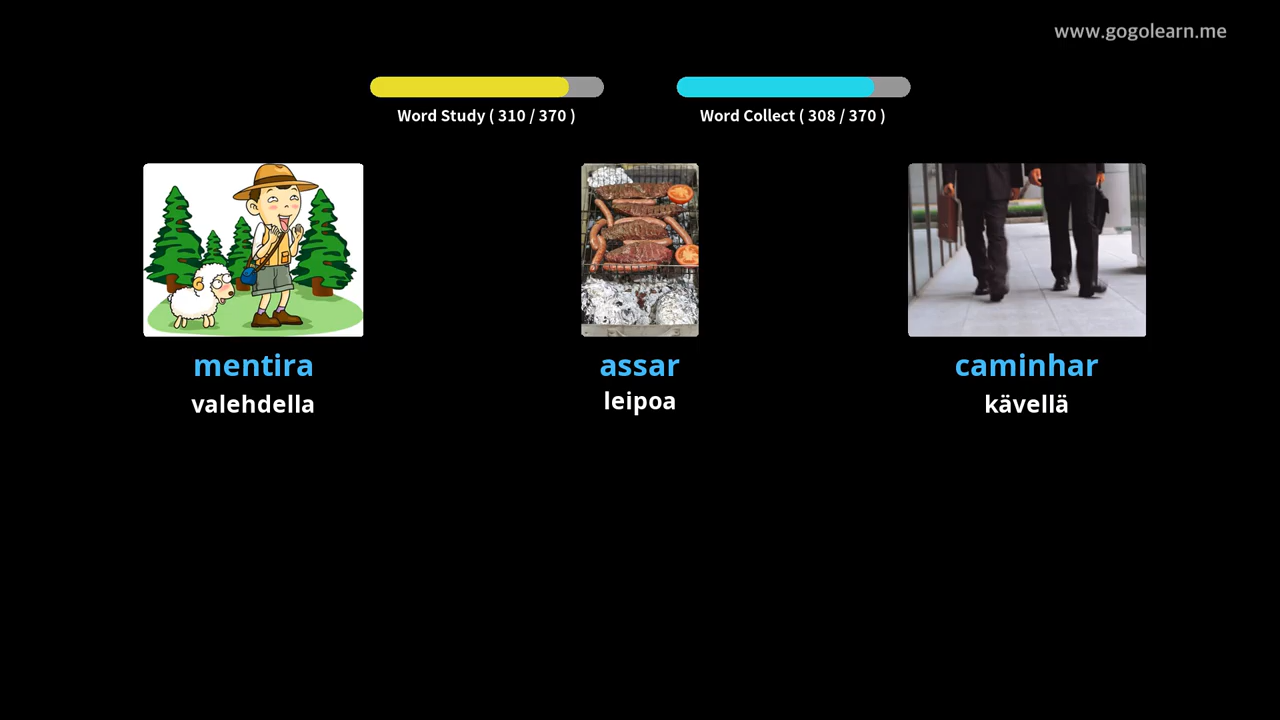 www.gogolearn.me
Word Study ( 310 / 370 )
Word Collect ( 308 / 370 )
mentira
valehdella
assar
leipoa
caminhar
kävellä